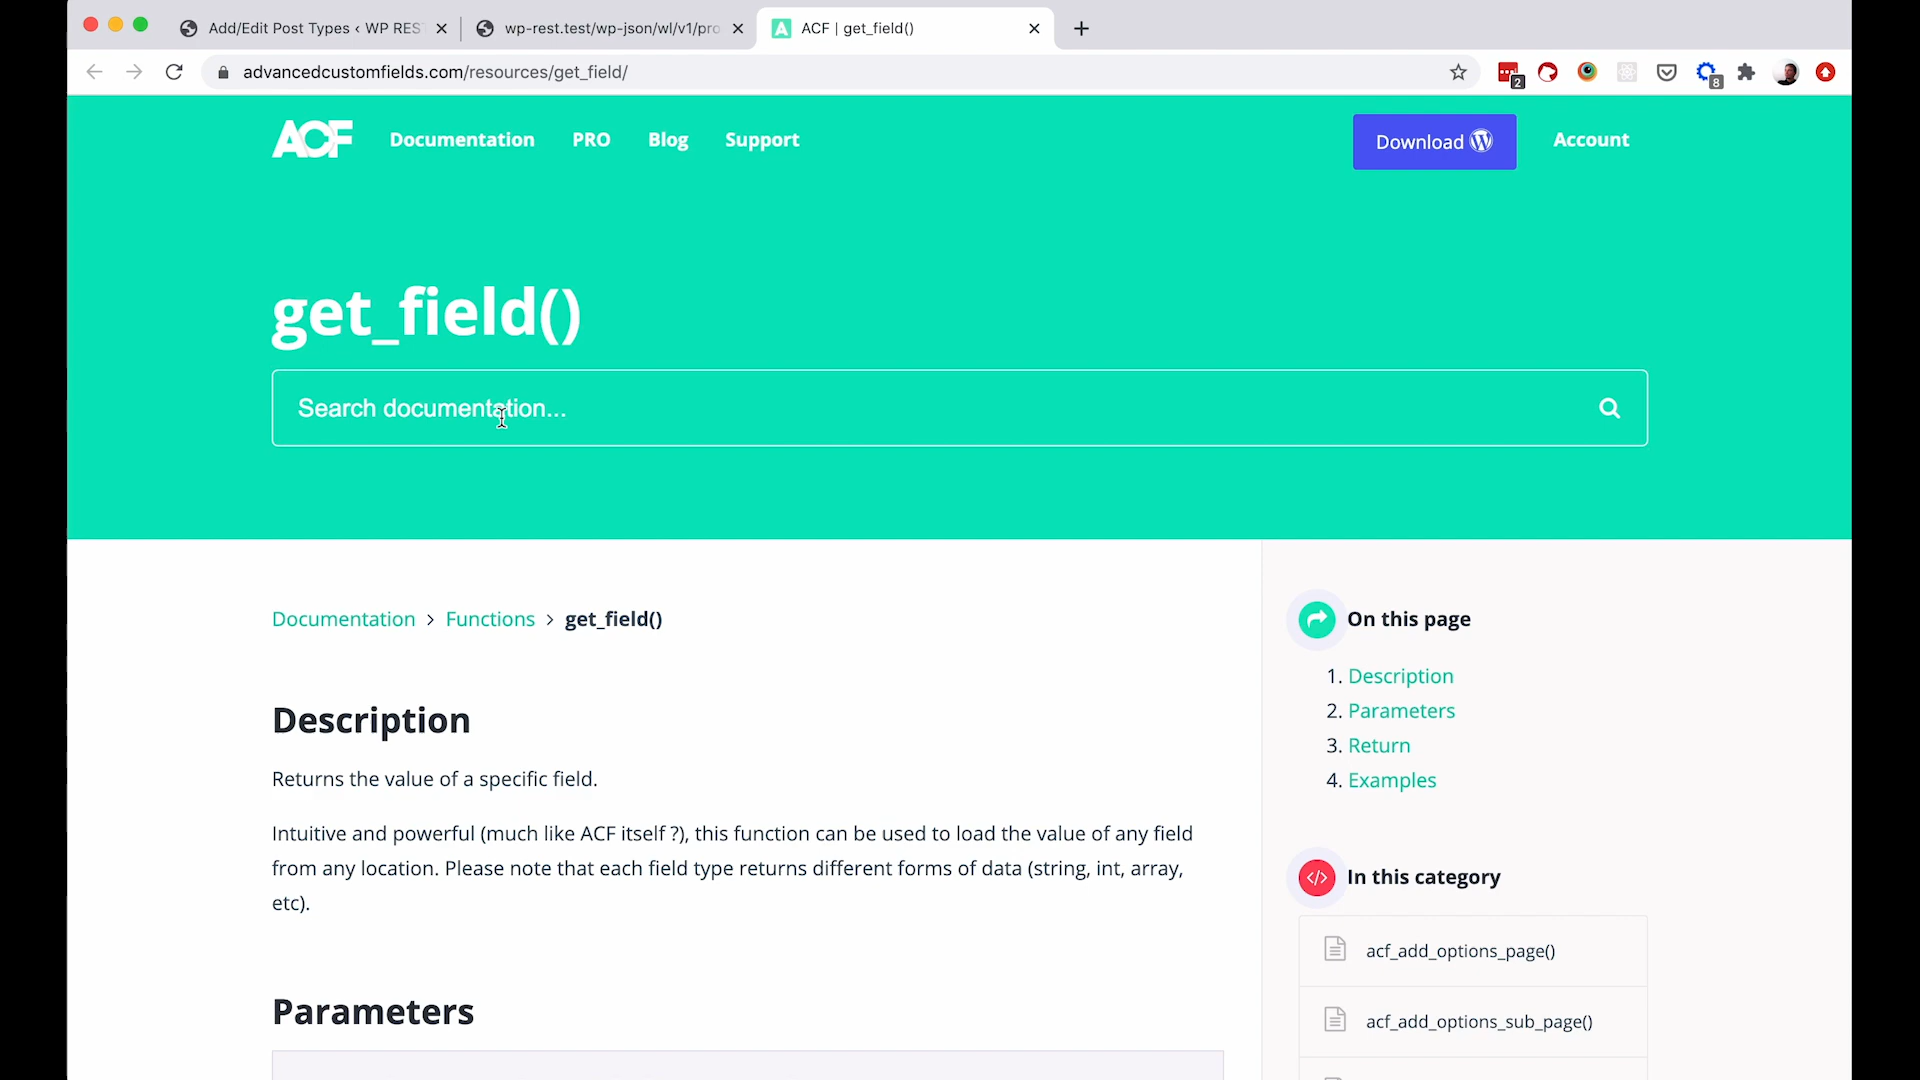 Add/Edit Post Types ‹ WP RES
wp-rest.test/wp-json/wl/v1/pro
ACF | get_field()
advancedcustomfields.com/resources/get_field/
2
8
ACF
Documentation
PRO
Blog
Support
Download
Account
get_field()
Search documentation...
Documentation > Functions > get_field()
On this page
1. Description
2. Parameters
3. Return
4. Examples
Description
Returns the value of a specific field.
Intuitive and powerful (much like ACF itself ?), this function can be used to load the value of any field
from any location. Please note that each field type returns different forms of data (string, int, array,
etc).
In this category
acf_add_options_page()
acf_add_options_sub_page()
Parameters